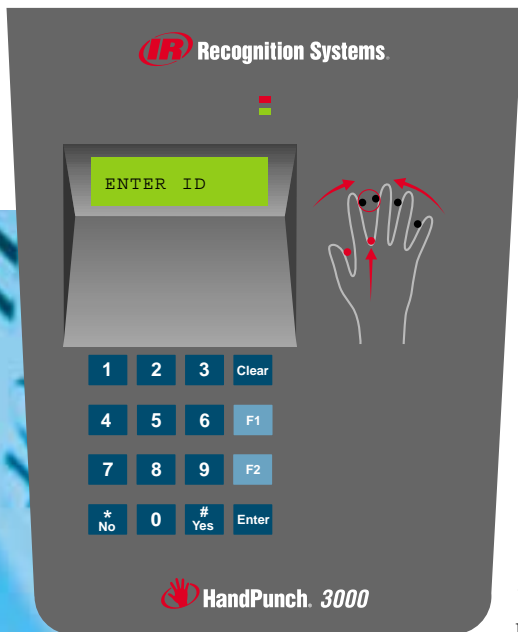 IR Recognition Systems.
ENTER ID
1 2 3 Clear
4 5 6 F1
7 8 9 F2
* No 0 # Yes Enter
HandPunch® 3000